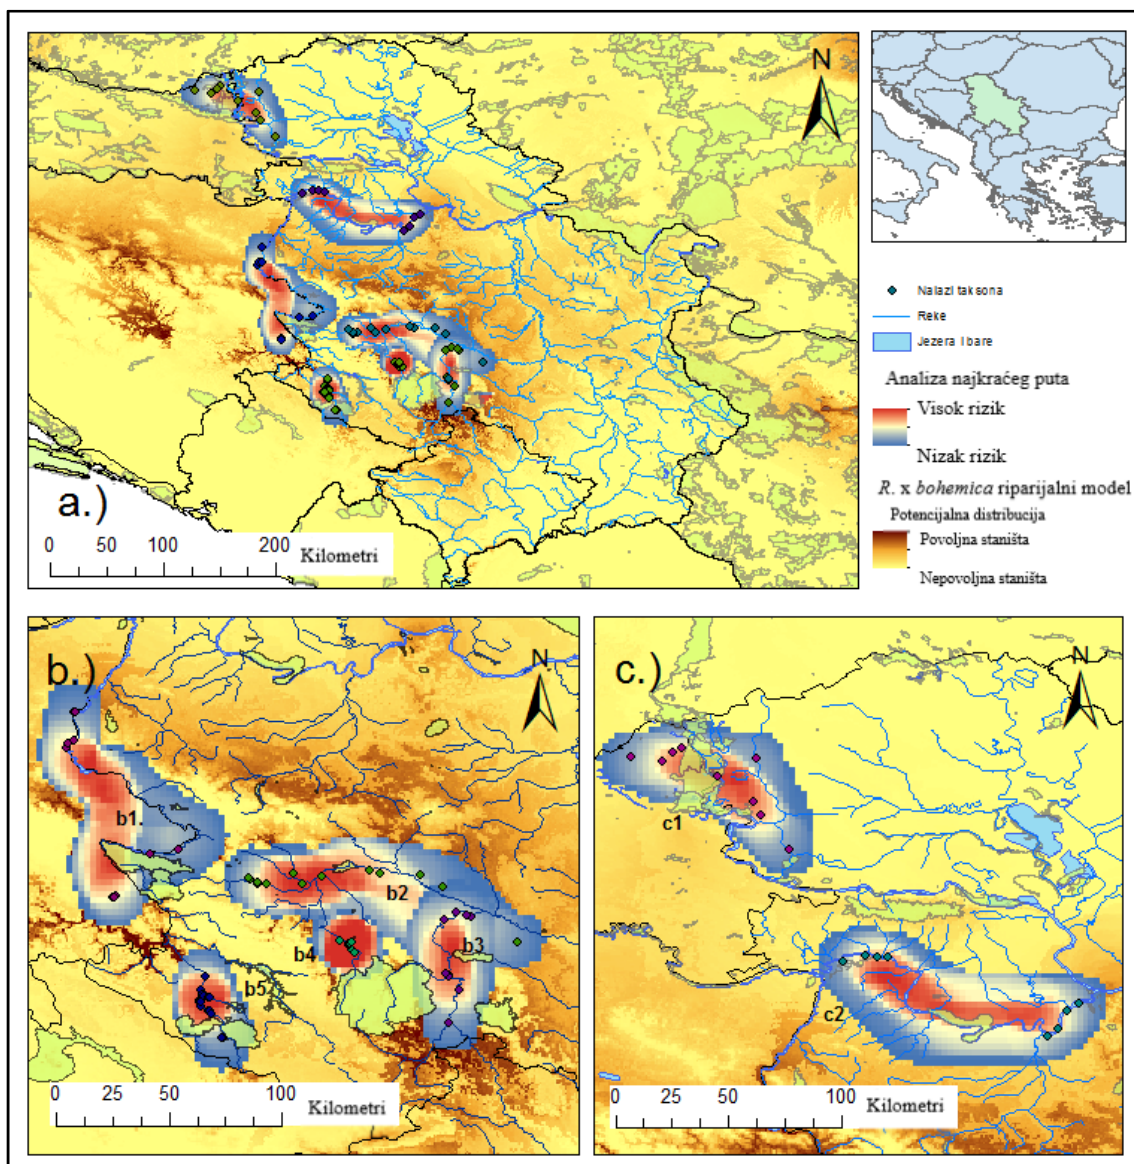 N
a.)
0 50 100 200
Kilometri
Nalazi taksona
Reke
Jezera I bare
Analiza najkraćeg puta
Visok rizik
Nizak rizik
R. x bohemica riparijalni model
Potencijalna distribucija
Povoljna staništa
Nepovoljna staništa
b.)
N
b1.
b2
b3
b4
b5
0 25 50 100
Kilometri
c.)
N
c1
c2
0 25 50 100
Kilometri